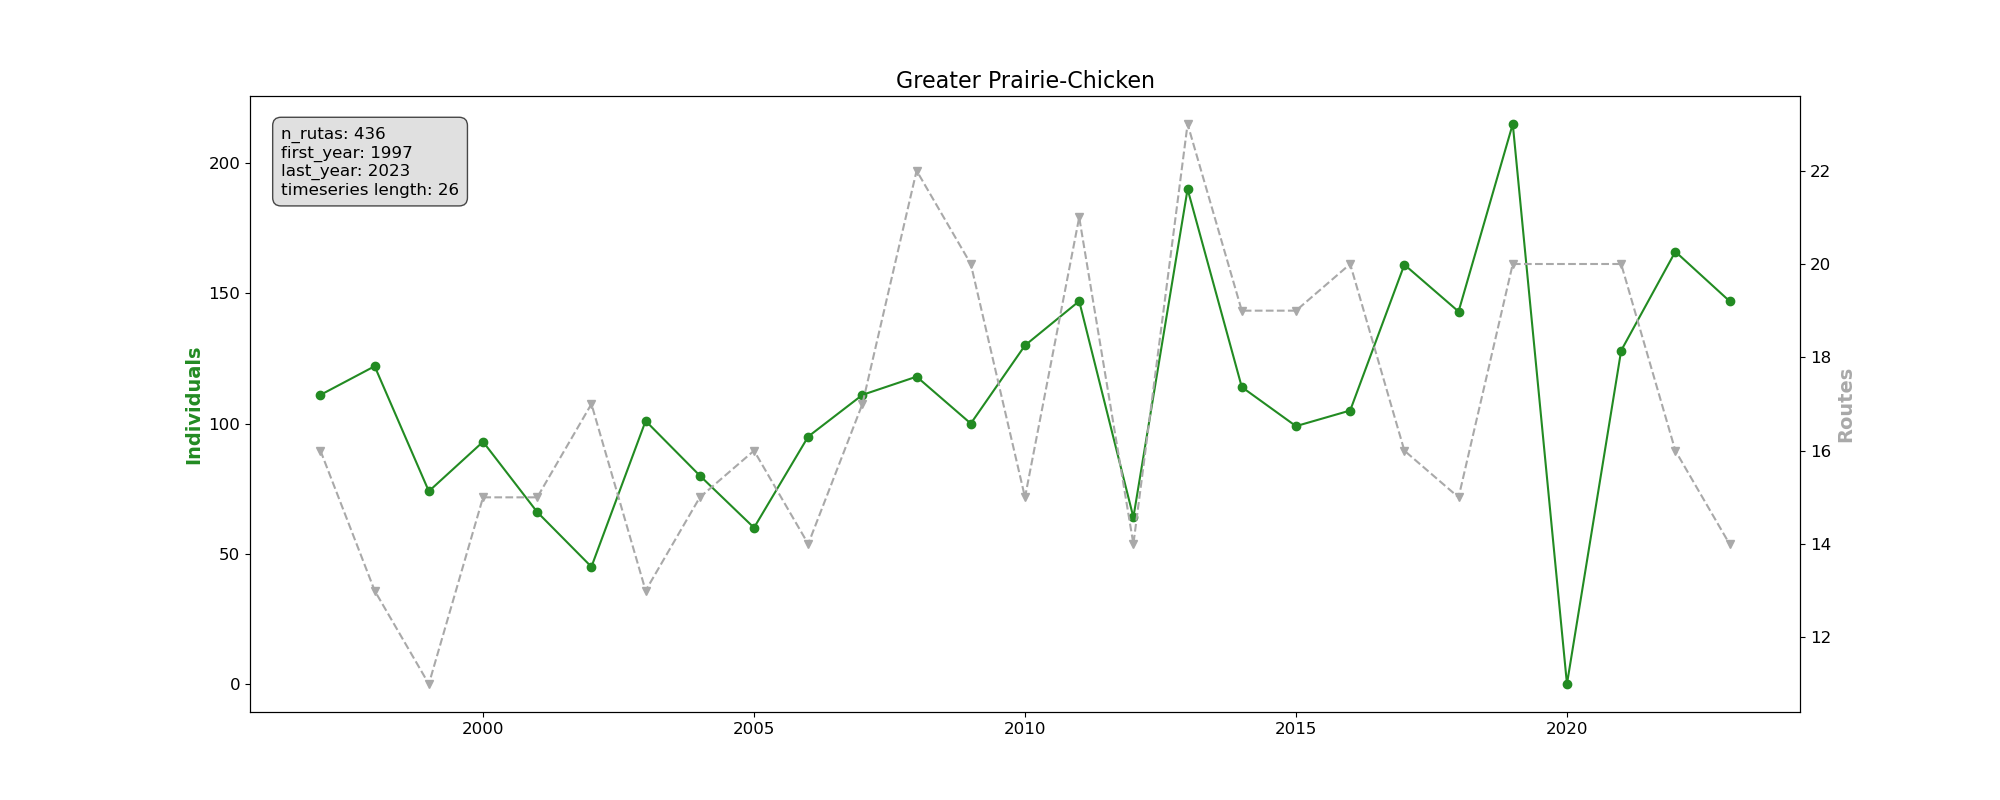 Greater Prairie-Chicken
n_rutas: 436
first_year: 1997
last_year: 2023
timeseries length: 26
200
150
100
50
0
Individuals
22
20
18
16
14
12
Routes
2000 2005 2010 2015 2020